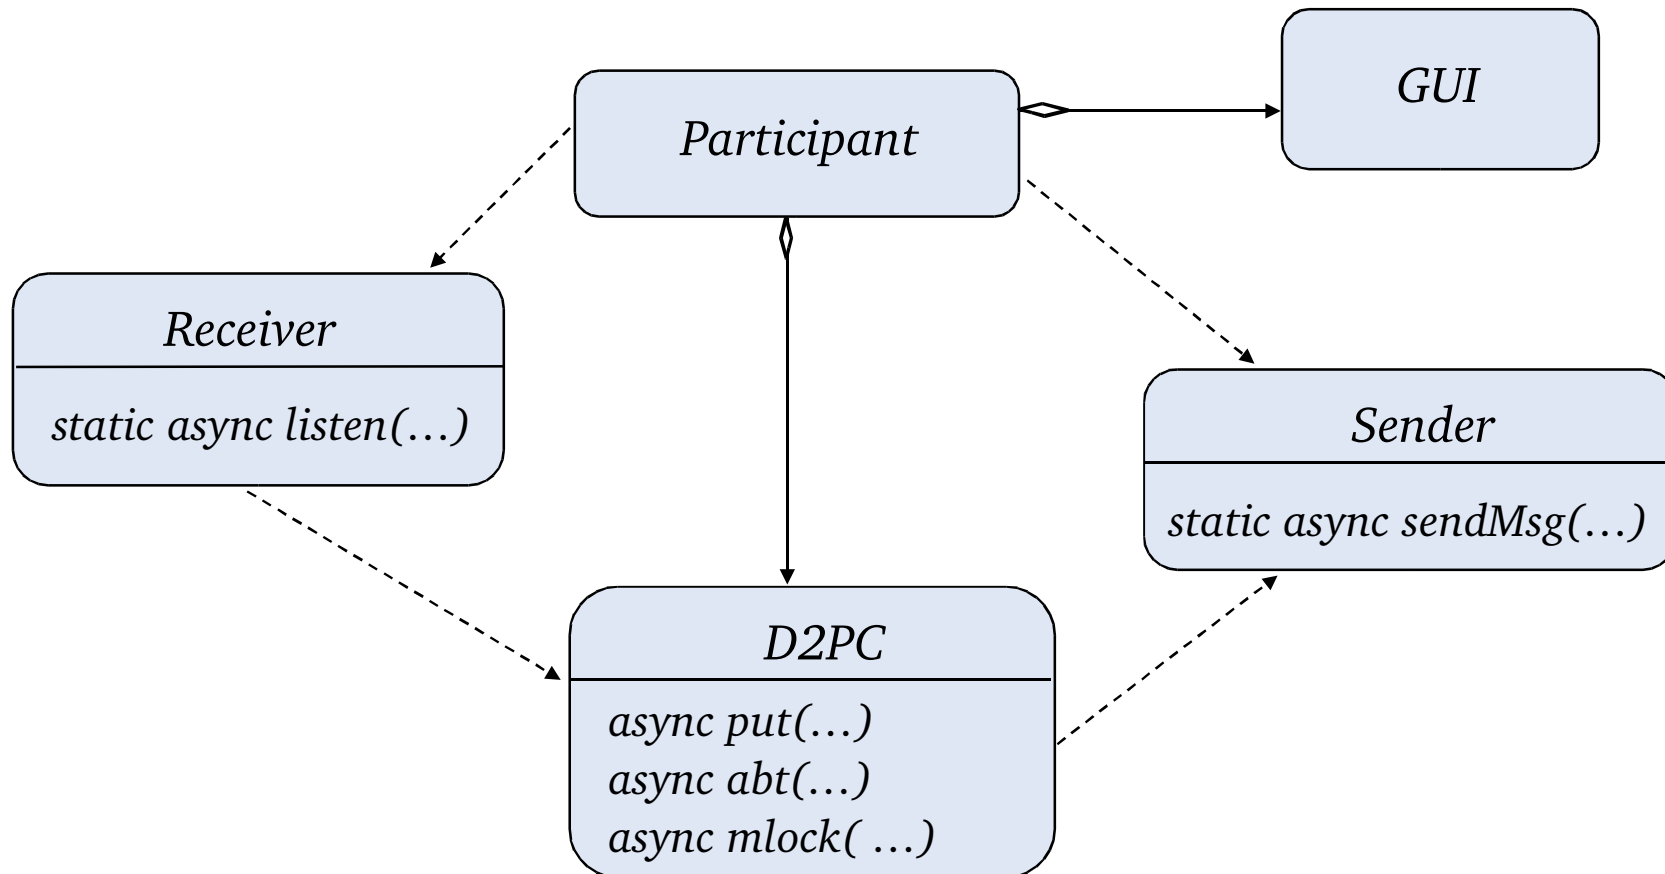 GUI
Participant
Receiver
static async listen(...)
Sender
static async sendMsg(...)
D2PC
async put(...)
async abt(...)
async mlock( ...)